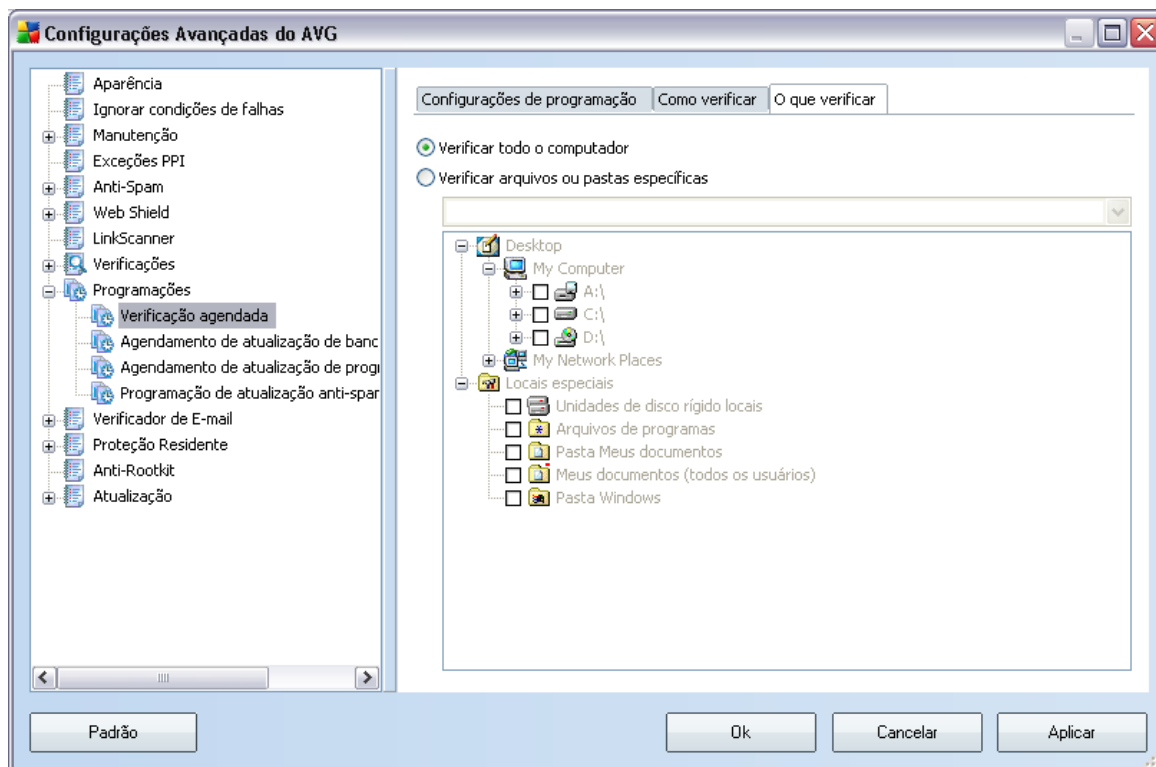 Configurações Avançadas do AVG
Aparência
Ignorar condições de falhas
Manutenção
Exceções PPI
Anti-Spam
Web Shield
LinkScanner
Verificações
Programações
Verificação agendada
Agendamento de atualização de banc
Agendamento de atualização de progr
Programação de atualização anti-spar
Verificador de E-mail
Proteção Residente
Anti-Rootkit
Atualização
Configurações de programação
Como verificar
O que verificar
Verificar todo o computador
Verificar arquivos ou pastas específicas
Desktop
My Computer
A:\
C:\
D:\
My Network Places
Locais especiais
Unidades de disco rígido locais
Arquivos de programas
Pasta Meus documentos
Meus documentos (todos os usuários)
Pasta Windows
Padrão
Ok
Cancelar
Aplicar